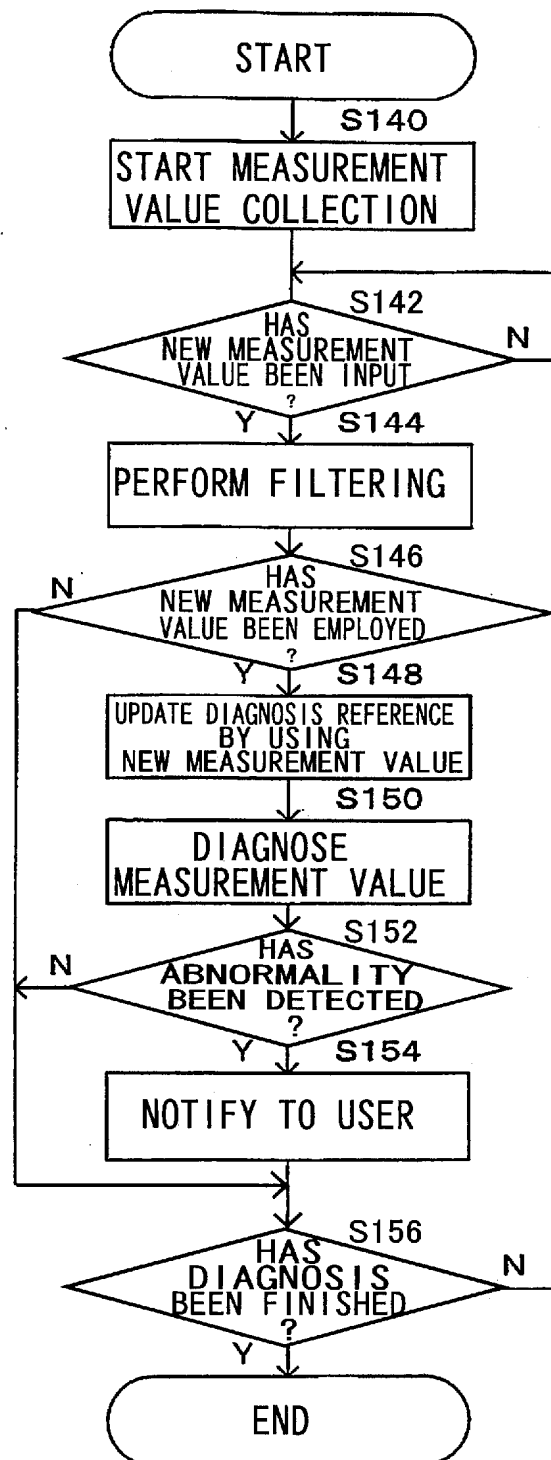 START
S140
START MEASUREMENT
VALUE COLLECTION
S142
HAS
NEW MEASUREMENT
VALUE BEEN INPUT
?
N
Y
S144
PERFORM FILTERING
S146
N
HAS
NEW MEASUREMENT
VALUE BEEN EMPLOYED
?
Y
S148
UPDATE DIAGNOSIS REFERENCE
BY USING
NEW MEASUREMENT VALUE
S150
DIAGNOSE
MEASUREMENT VALUE
S152
N
HAS
ABNORMALITY
BEEN DETECTED
?
Y
S154
NOTIFY TO USER
S156
HAS
DIAGNOSIS
BEEN FINISHED
?
N
Y
END